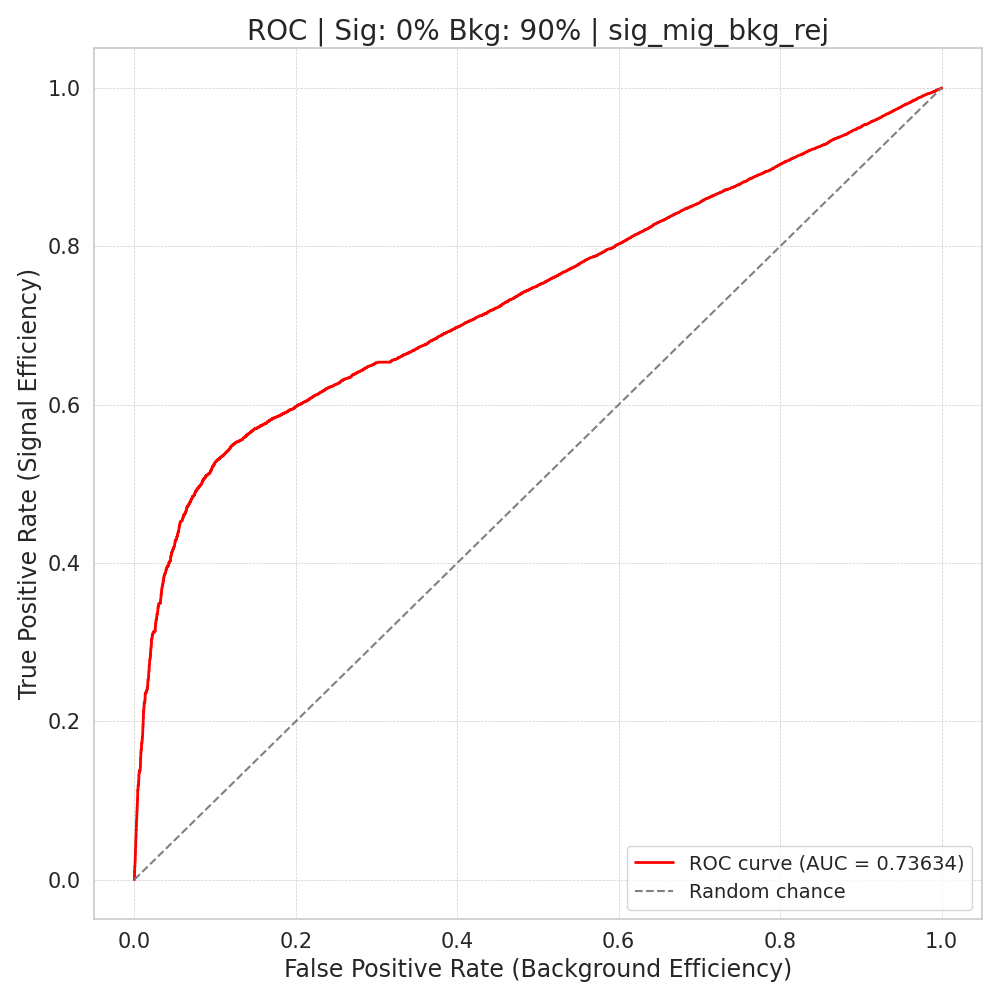 ROC | Sig: 0% Bkg: 90% | sig_mig_bkg_rej
True Positive Rate (Signal Efficiency)
1.0
0.8
0.6
0.4
0.2
0.0
ROC curve (AUC = 0.73634)
Random chance
0.0 0.2 0.4 0.6 0.8 1.0
False Positive Rate (Background Efficiency)